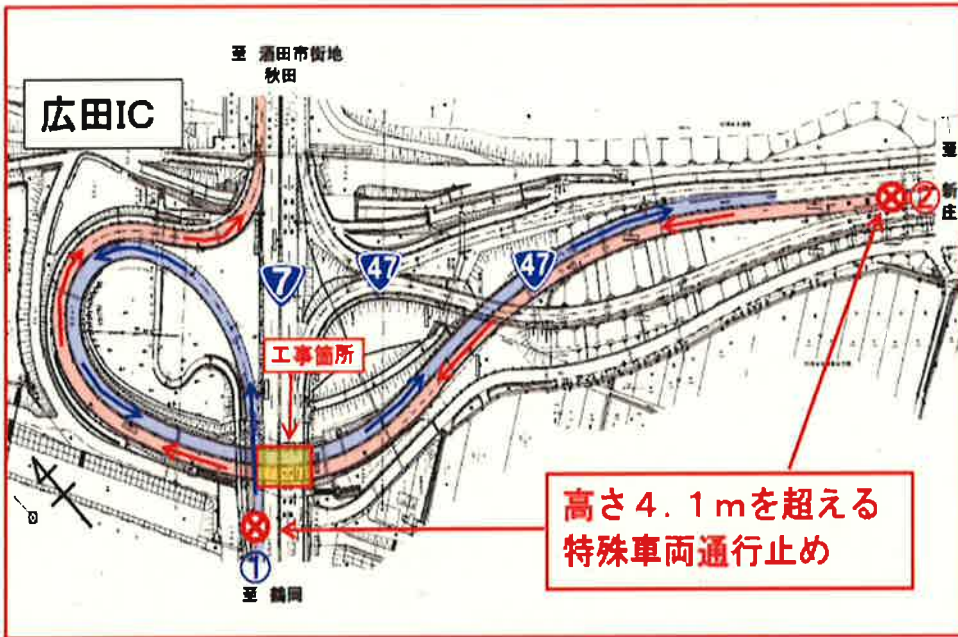 至 酒田市街地
秋田
広田IC
至
新
庄
②
7
47
47
工事箇所
高さ4.1mを超える
特殊車両通行止め
①
至 鶴岡